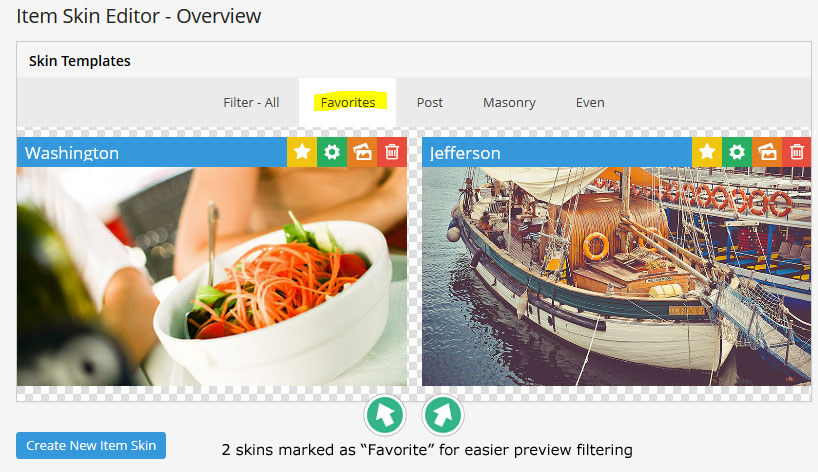 Item Skin Editor - Overview
Skin Templates
Filter - All Favorites Post Masonry Even
Washington Jefferson
2 skins marked as “Favorite” for easier preview filtering
Create New Item Skin